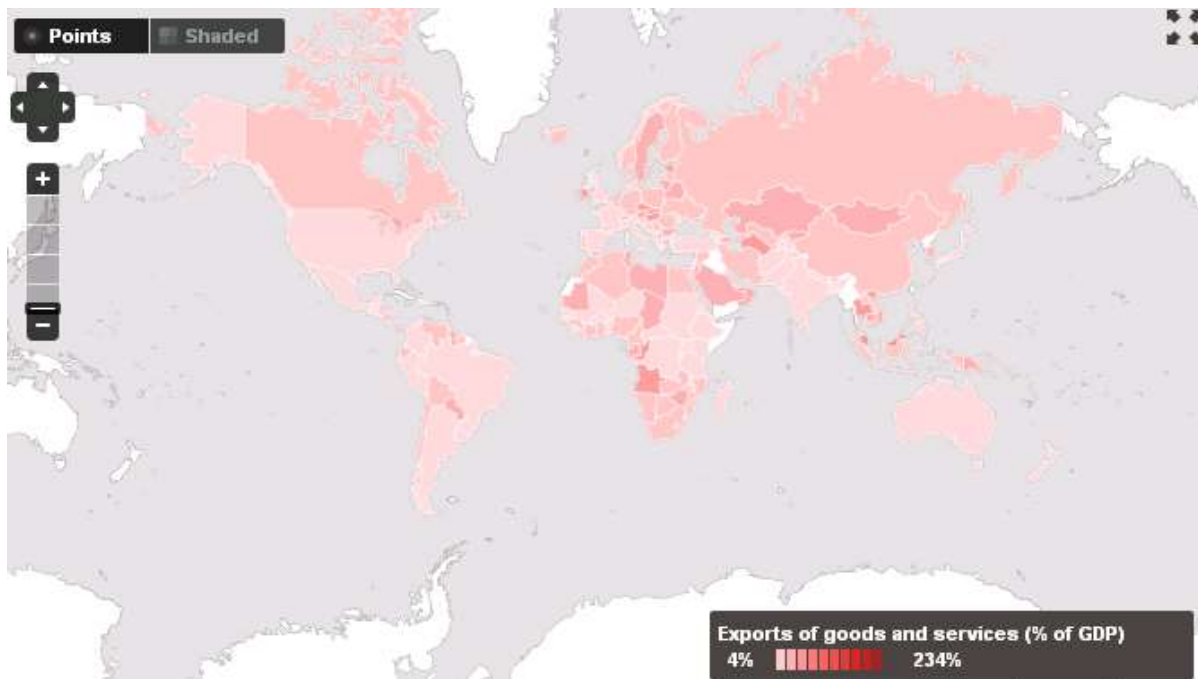 Points Shaded
+
−
Exports of goods and services (% of GDP)
4% 234%